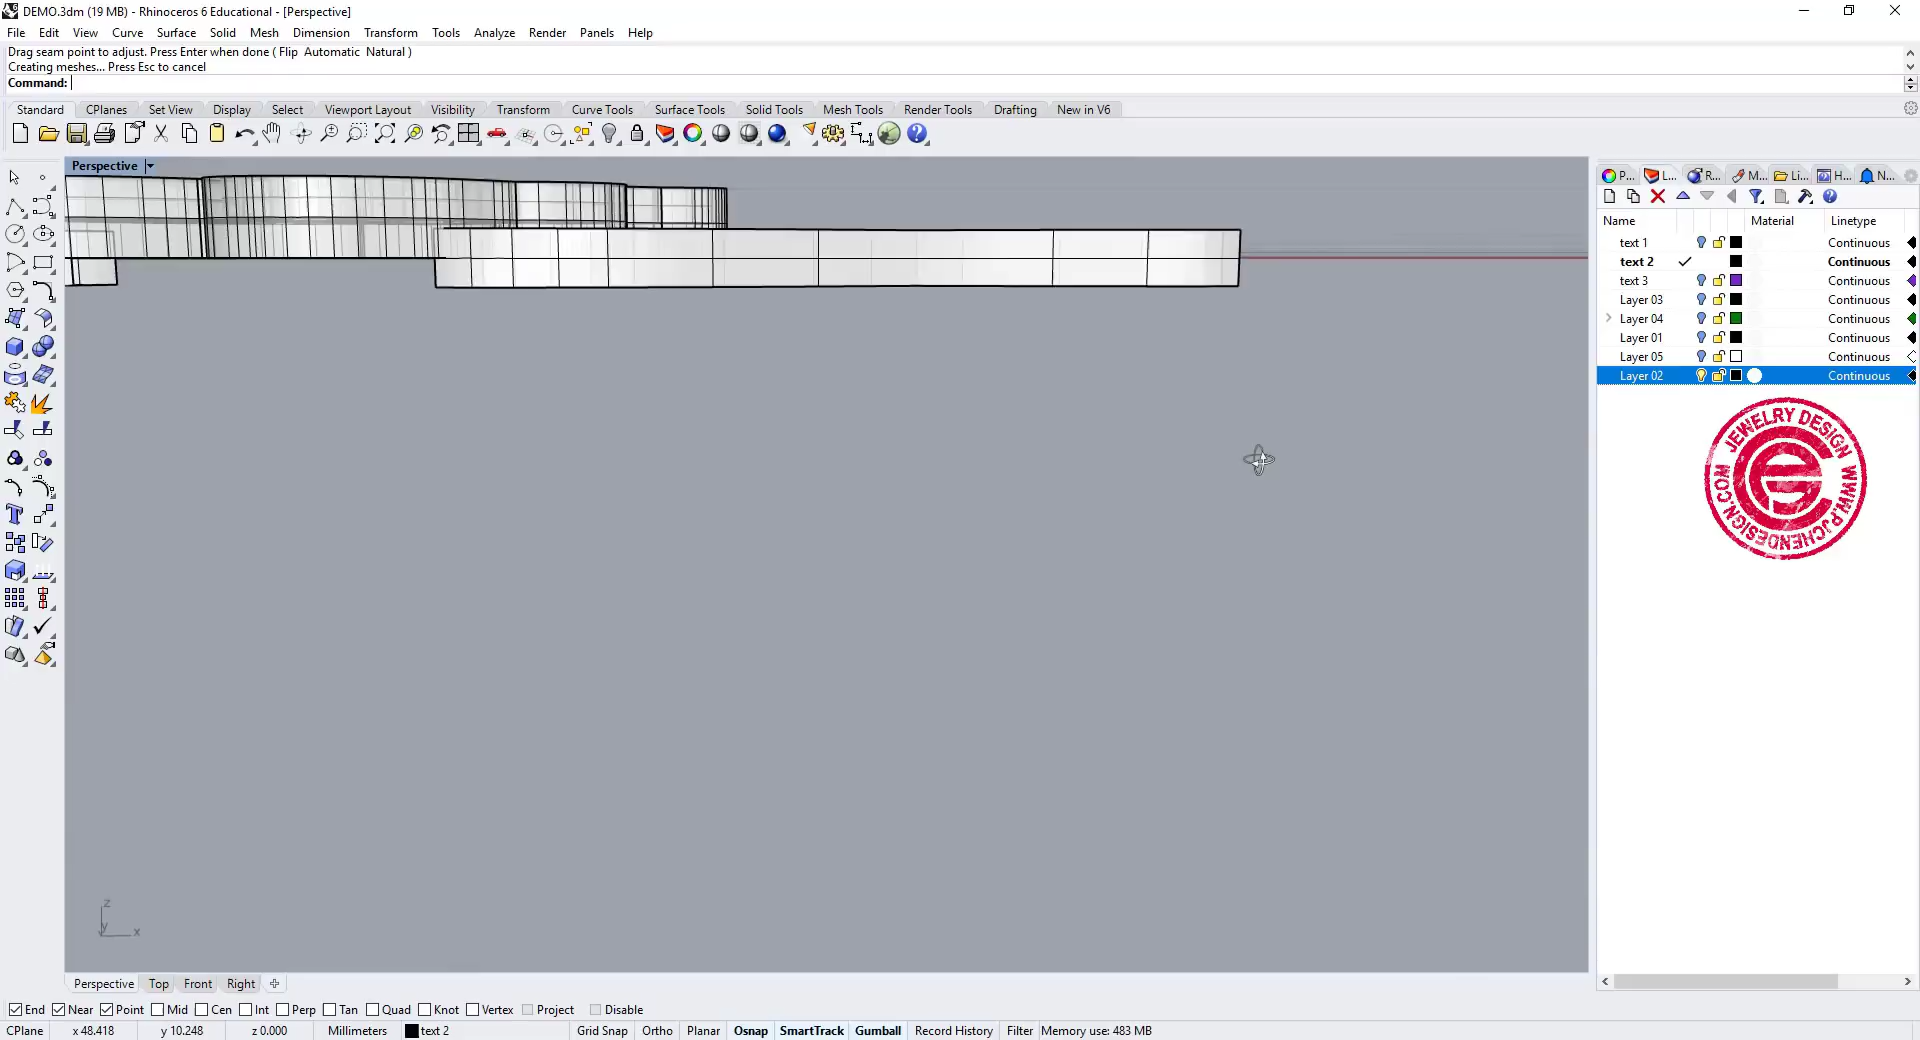 DEMO.3dm (19 MB) - Rhinoceros 6 Educational - [Perspective]
File Edit View Curve Surface Solid Mesh Dimension Transform Tools Analyze Render Panels Help
Drag seam point to adjust. Press Enter when done ( Flip Automatic Natural )
Creating meshes... Press Esc to cancel
Command:
Standard CPlanes Set View Display Select Viewport Layout Visibility Transform Curve Tools Surface Tools Solid Tools Mesh Tools Render Tools Drafting New in V6
Perspective
P... L... R... M... Li... H... N...
Name Material Linetype
text 1 Continuous
text 2 Continuous
text 3 Continuous
Layer 03 Continuous
Layer 04 Continuous
Layer 01 Continuous
Layer 05 Continuous
Layer 02 Continuous
JEWELRY DESIGN WWW.PJCHENDESIGN.COM
z
y x
Perspective Top Front Right
End Near Point Mid Cen Int Perp Tan Quad Knot Vertex Project Disable
CPlane x 48.418 y 10.248 z 0.000 Millimeters text 2 Grid Snap Ortho Planar Osnap SmartTrack Gumball Record History Filter Memory use: 483 MB